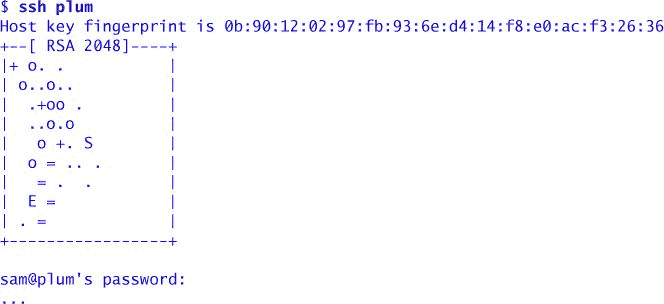 $ ssh plum
Host key fingerprint is 0b:90:12:02:97:fb:93:6e:d4:14:f8:e0:ac:f3:26:36
+--[ RSA 2048]----+
|+ o. .           |
| o..o..          |
|  .+oo .         |
|  ..o.o          |
|   o +. S        |
|  o = .. .       |
|   = .  .        |
|  E =            |
| . =             |
+-----------------+
sam@plum's password:
...